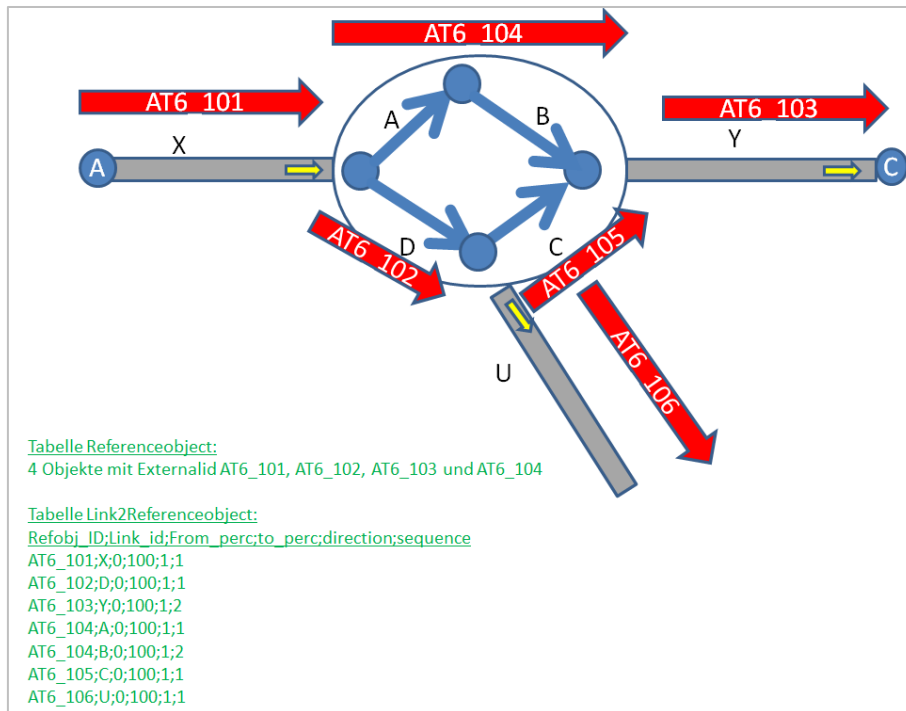 AT6_104
AT6_101
AT6_103
A
B
X
Y
A
C
D
C
AT6_102
AT6_105
U
AT6_106
Tabelle Referenceobject:
4 Objekte mit Externalid AT6_101, AT6_102, AT6_103 und AT6_104
Tabelle Link2Referenceobject:
Refobj_ID;Link_id;From_perc;to_perc;direction;sequence
AT6_101;X;0;100;1;1
AT6_102;D;0;100;1;1
AT6_103;Y;0;100;1;2
AT6_104;A;0;100;1;1
AT6_104;B;0;100;1;2
AT6_105;C;0;100;1;1
AT6_106;U;0;100;1;1